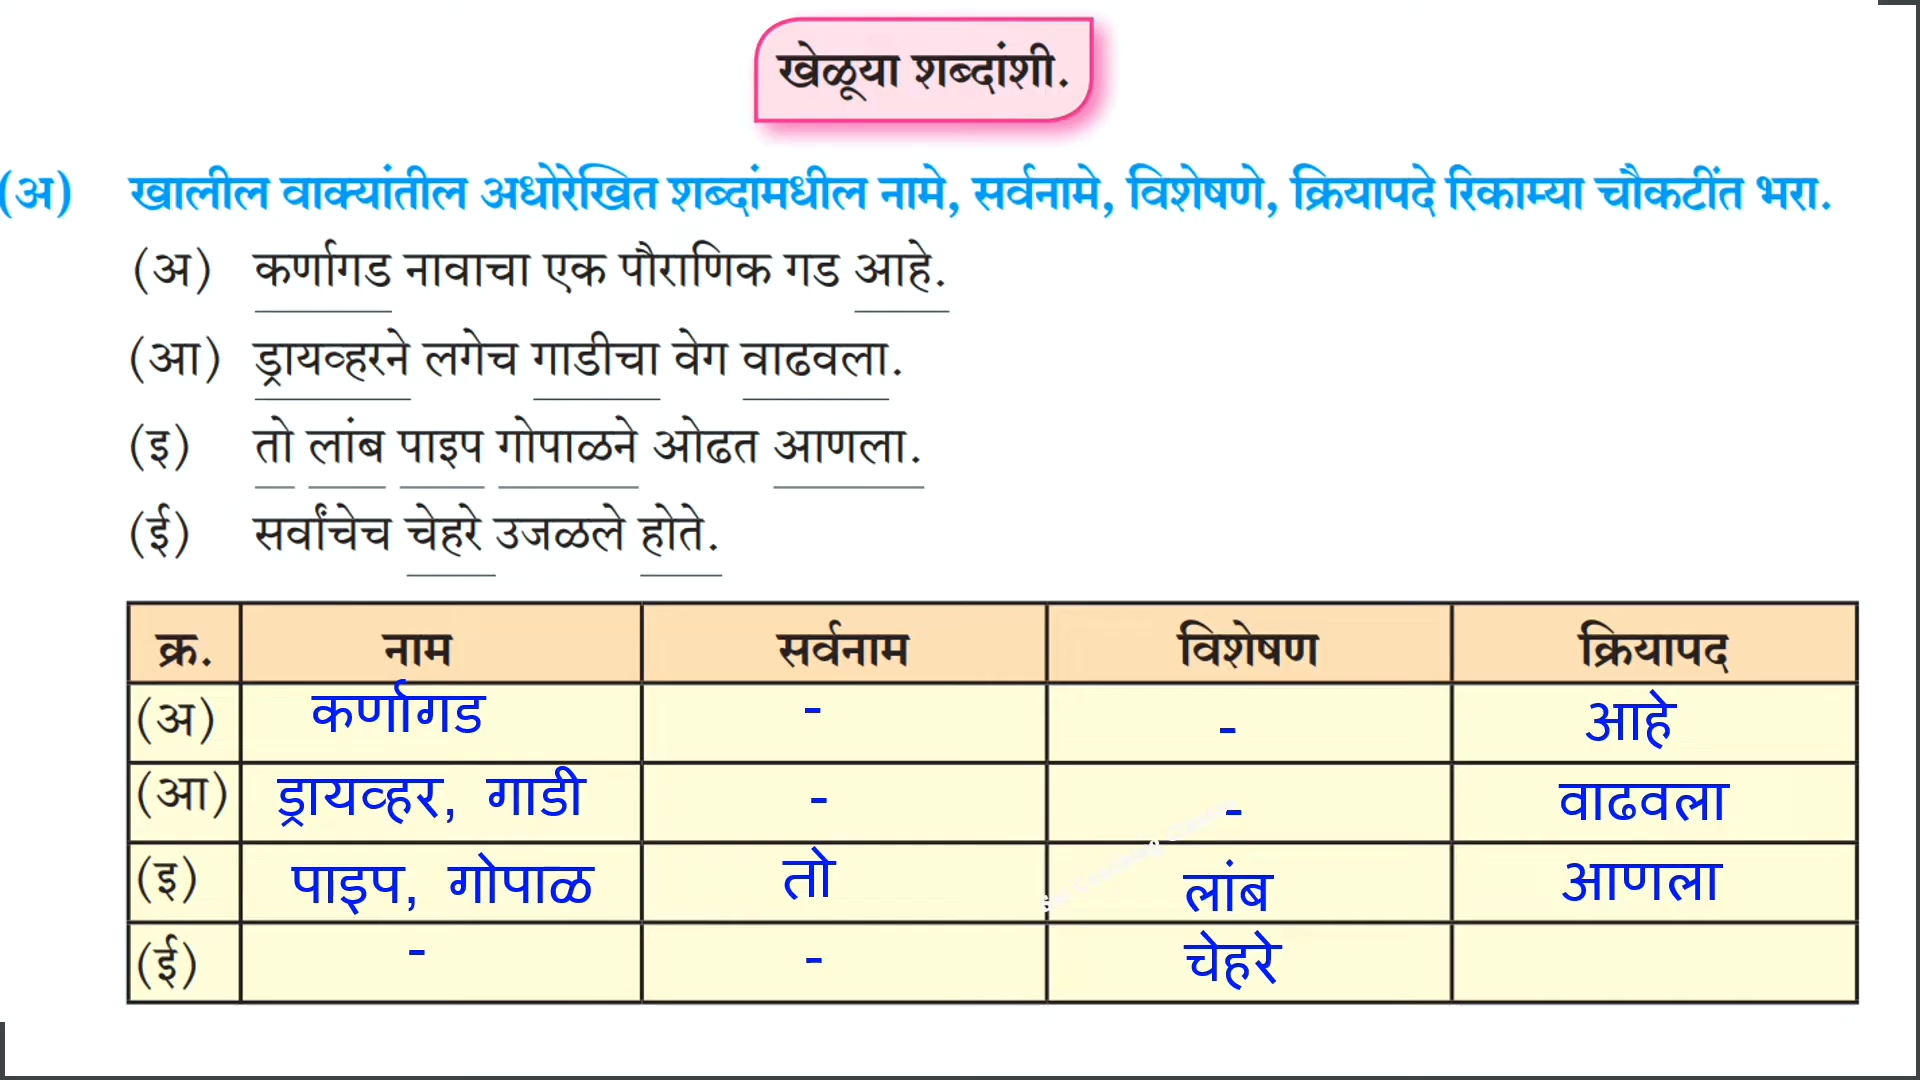 खेळूया शब्दांशी.
(अ) खालील वाक्यांतील अधोरेखित शब्दांमधील नामे, सर्वनामे, विशेषणे, क्रियापदे रिकाम्या चौकटींत भरा.
(अ) कर्णागड नावाचा एक पौराणिक गड आहे.
(आ) ड्रायव्हरने लगेच गाडीचा वेग वाढवला.
(इ) तो लांब पाइप गोपाळने ओढत आणला.
(ई) सर्वांचेच चेहरे उजळले होते.
क्र. नाम सर्वनाम विशेषण क्रियापद
(अ) कर्णागड - - आहे
(आ) ड्रायव्हर, गाडी - - वाढवला
(इ) पाइप, गोपाळ तो लांब आणला
(ई) - - चेहरे